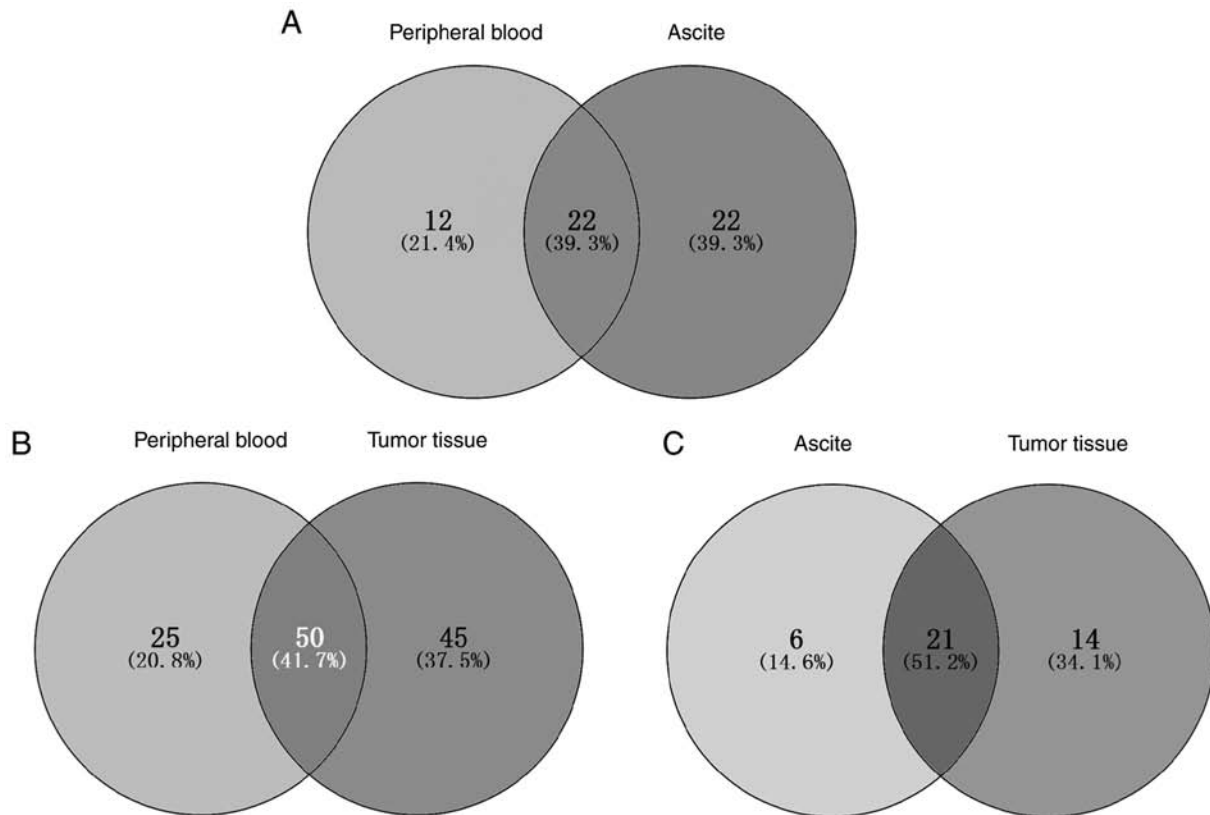 A
Peripheral blood Ascite
12 22 22
(21.4%) (39.3%) (39.3%)
B
Peripheral blood Tumor tissue
25 50 45
(20.8%) (41.7%) (37.5%)
C
Ascite Tumor tissue
6 21 14
(14.6%) (51.2%) (34.1%)